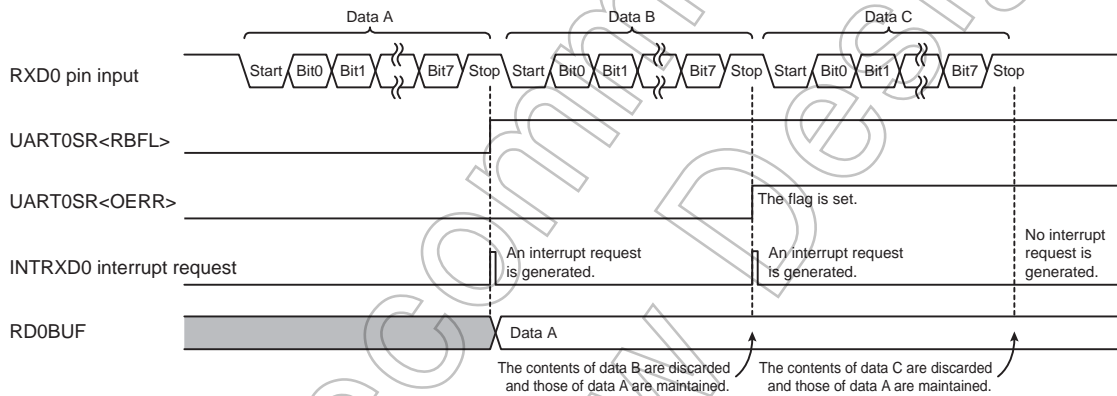 Data A Data B Data C
RXD0 pin input Start Bit0 Bit1 Bit7 Stop Start Bit0 Bit1 Bit7 Stop Start Bit0 Bit1 Bit7 Stop
UART0SR<RBFL>
UART0SR<OERR> The flag is set.
INTRXD0 interrupt request
An interrupt request
is generated.
An interrupt request
is generated.
No interrupt
request is
generated.
RD0BUF Data A
The contents of data B are discarded
and those of data A are maintained.
The contents of data C are discarded
and those of data A are maintained.